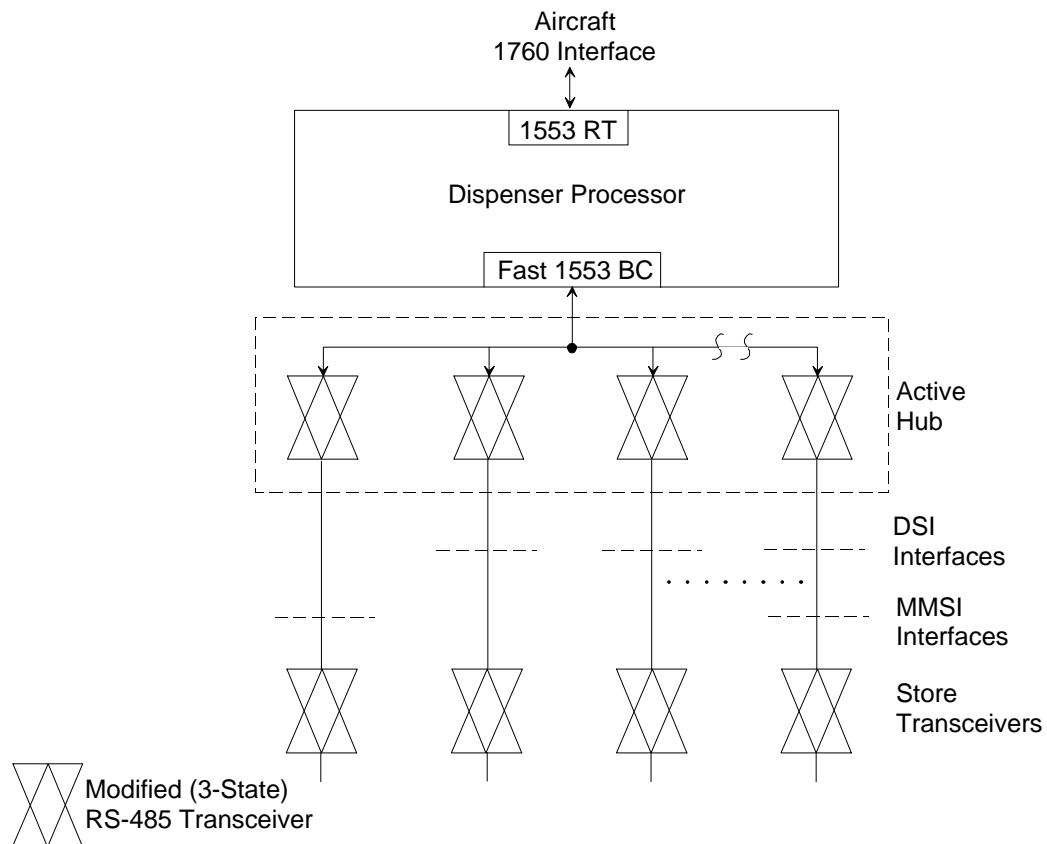 Aircraft
1760 Interface
1553 RT
Dispenser Processor
Fast 1553 BC
Active
Hub
DSI
Interfaces
MMSI
Interfaces
Store
Transceivers
Modified (3-State)
RS-485 Transceiver